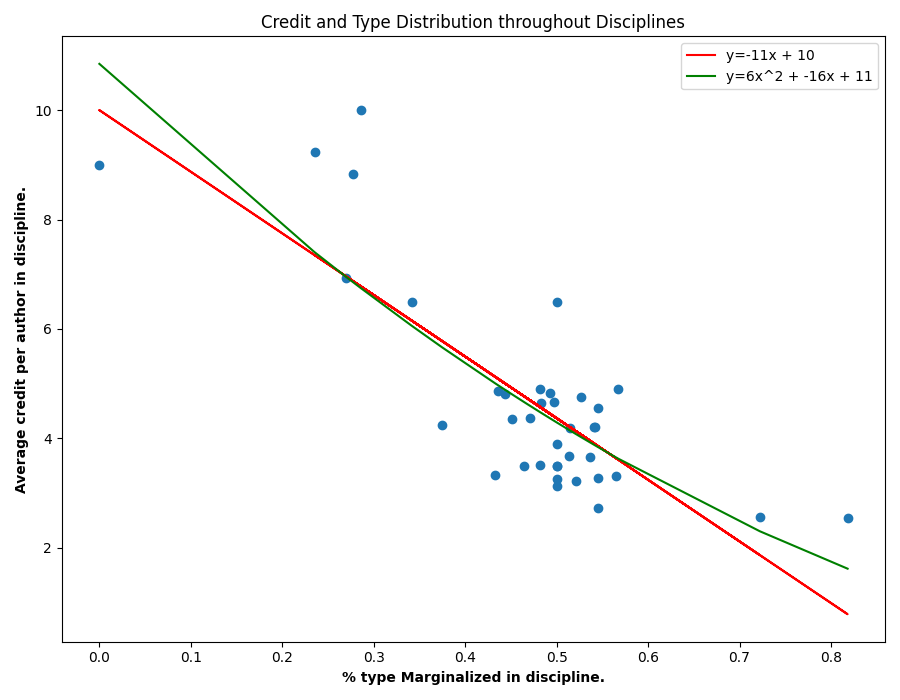 Credit and Type Distribution throughout Disciplines
y=-11x + 10
y=6x^2 + -16x + 11
Average credit per author in discipline.
10
8
6
4
2
0.0 0.1 0.2 0.3 0.4 0.5 0.6 0.7 0.8
% type Marginalized in discipline.